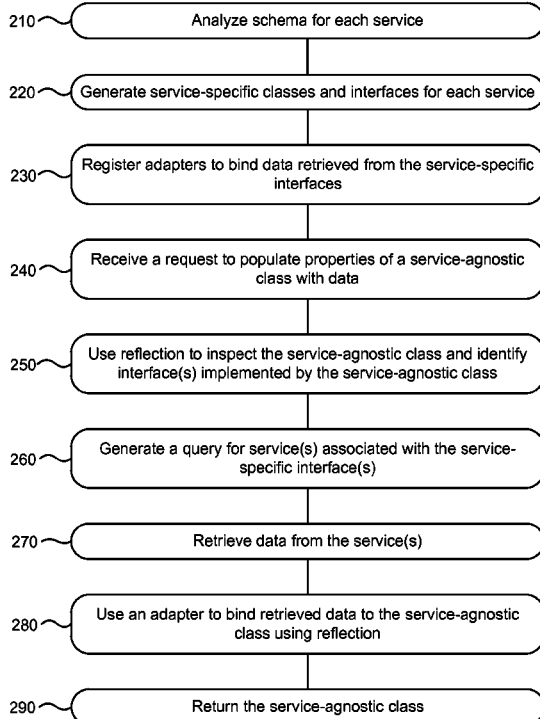 210 Analyze schema for each service
220 Generate service-specific classes and interfaces for each service
230 Register adapters to bind data retrieved from the service-specific
interfaces
240 Receive a request to populate properties of a service-agnostic
class with data
250 Use reflection to inspect the service-agnostic class and identify
interface(s) implemented by the service-agnostic class
260 Generate a query for service(s) associated with the service-
specific interface(s)
270 Retrieve data from the service(s)
280 Use an adapter to bind retrieved data to the service-agnostic
class using reflection
290 Return the service-agnostic class